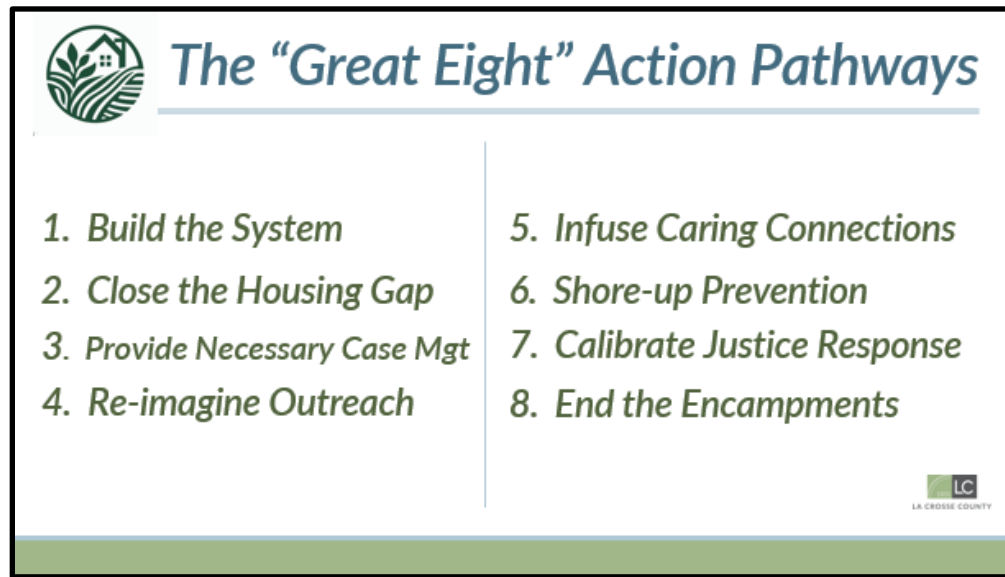 The “Great Eight” Action Pathways
1. Build the System
2. Close the Housing Gap
3. Provide Necessary Case Mgt
4. Re-imagine Outreach
5. Infuse Caring Connections
6. Shore-up Prevention
7. Calibrate Justice Response
8. End the Encampments
LC
LA CROSSE COUNTY